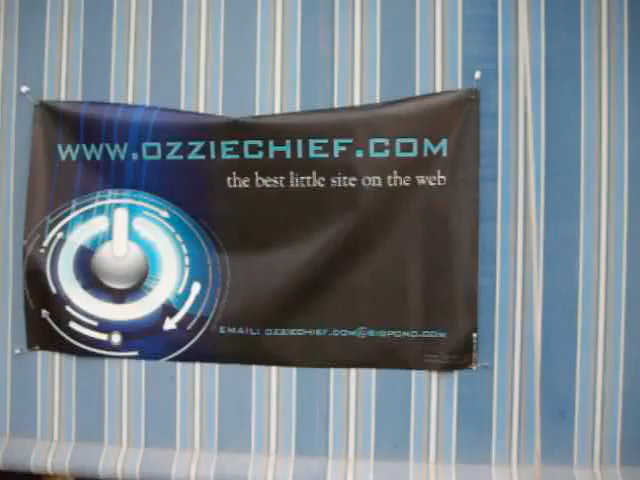 WWW.OZZIECHIEF.COM
the best little site on the web
EMAIL: OZZIECHIEF.COM@BIGPOND.COM